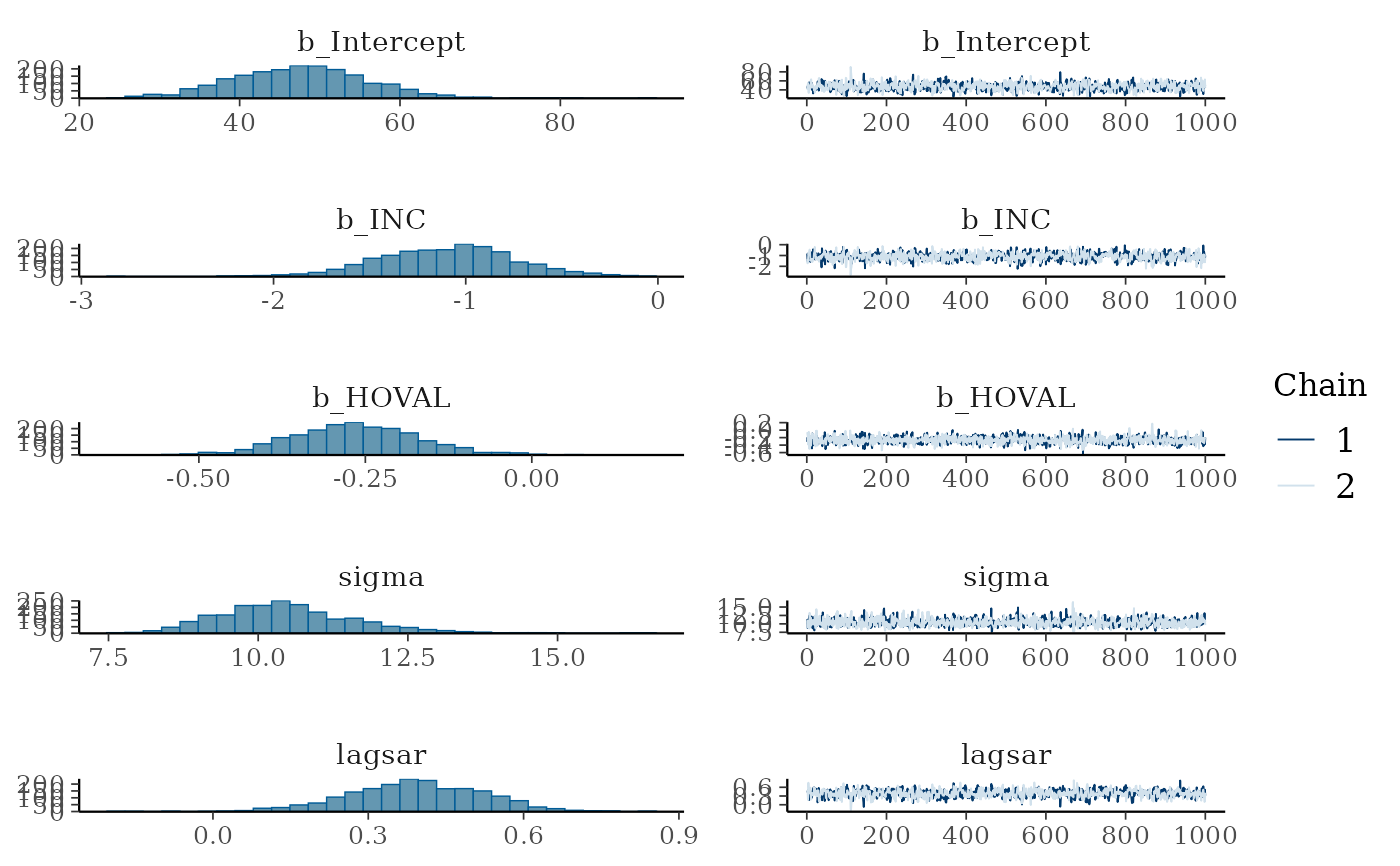 b_Intercept b_Intercept
20 40 60 80 0 200 400 600 800 1000
b_INC b_INC
-3 -2 -1 0 0 200 400 600 800 1000
b_HOVAL b_HOVAL
-0.50 -0.25 0.00 0 200 400 600 800 1000
Chain
1
2
sigma sigma
7.5 10.0 12.5 15.0 0 200 400 600 800 1000
lagsar lagsar
0.0 0.3 0.6 0.9 0 200 400 600 800 1000